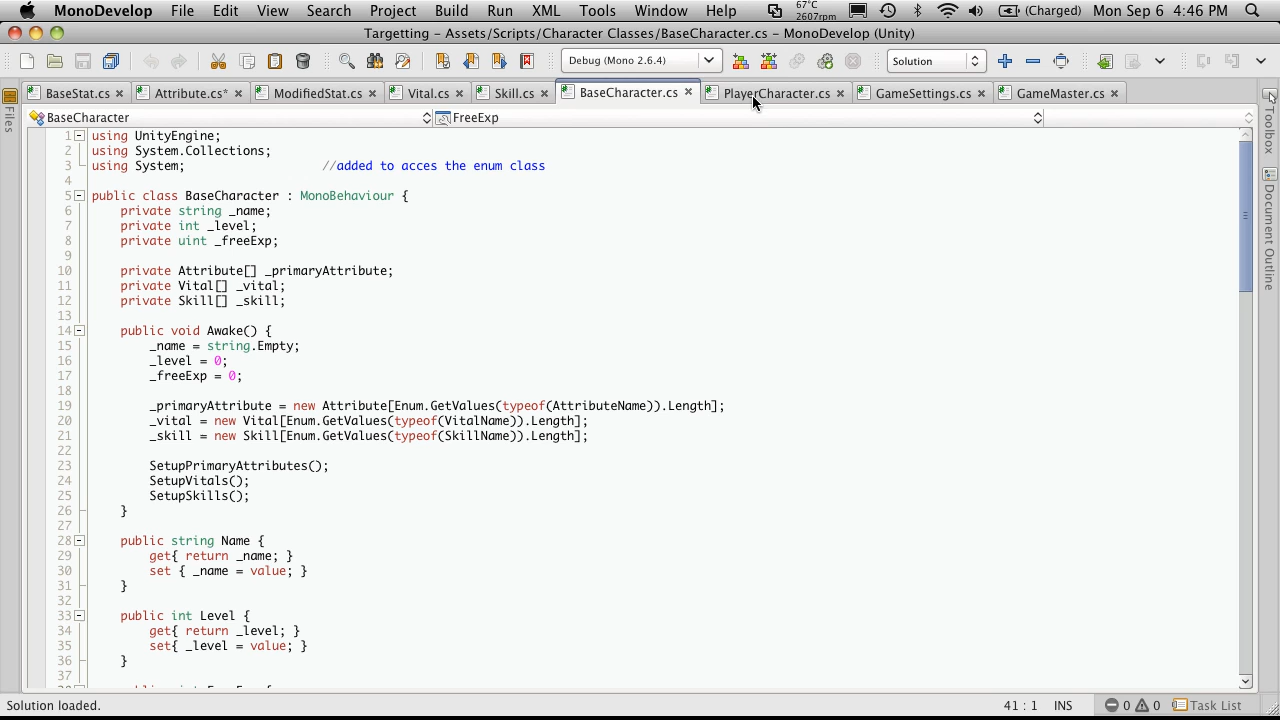 MonoDevelop File Edit View Search Project Build Run XML Tools Window Help 67°C 2607rpm (Charged) Mon Sep 6 4:46 PM
Targetting - Assets/Scripts/Character Classes/BaseCharacter.cs - MonoDevelop (Unity)
Debug (Mono 2.6.4) Solution
Files BaseStat.cs Attribute.cs* ModifiedStat.cs Vital.cs Skill.cs BaseCharacter.cs PlayerCharacter.cs GameSettings.cs GameMaster.cs
BaseCharacter FreeExp
Toolbox
Document Outline
1 using UnityEngine;
2 using System.Collections;
3 using System; //added to acces the enum class
4
5 public class BaseCharacter : MonoBehaviour {
6 private string _name;
7 private int _level;
8 private uint _freeExp;
9
10 private Attribute[] _primaryAttribute;
11 private Vital[] _vital;
12 private Skill[] _skill;
13
14 public void Awake() {
15 _name = string.Empty;
16 _level = 0;
17 _freeExp = 0;
18
19 _primaryAttribute = new Attribute[Enum.GetValues(typeof(AttributeName)).Length];
20 _vital = new Vital[Enum.GetValues(typeof(VitalName)).Length];
21 _skill = new Skill[Enum.GetValues(typeof(SkillName)).Length];
22
23 SetupPrimaryAttributes();
24 SetupVitals();
25 SetupSkills();
26 }
27
28 public string Name {
29 get{ return _name; }
30 set { _name = value; }
31 }
32
33 public int Level {
34 get{ return _level; }
35 set{ _level = value; }
36 }
37
Solution loaded. 41 : 1 INS 0 0 Task List